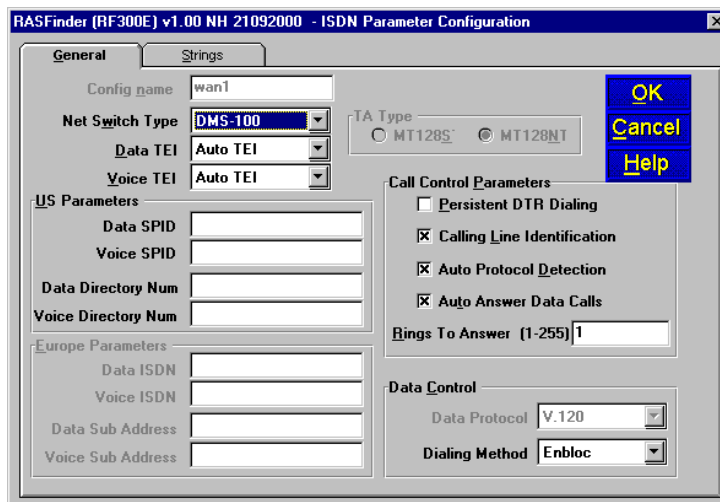 RASFinder (RF300E) v1.00 NH 21092000 - ISDN Parameter Configuration
General
Strings
Config name wan1
Net Switch Type DMS-100
Data TEI Auto TEI
Voice TEI Auto TEI
TA Type
MT128S' MT128NT
OK
Cancel
Help
US Parameters
Data SPID
Voice SPID
Data Directory Num
Voice Directory Num
Europe Parameters
Data ISDN
Voice ISDN
Data Sub Address
Voice Sub Address
Call Control Parameters
Persistent DTR Dialing
Calling Line Identification
Auto Protocol Detection
Auto Answer Data Calls
Rings To Answer (1-255) 1
Data Control
Data Protocol V.120
Dialing Method Enbloc